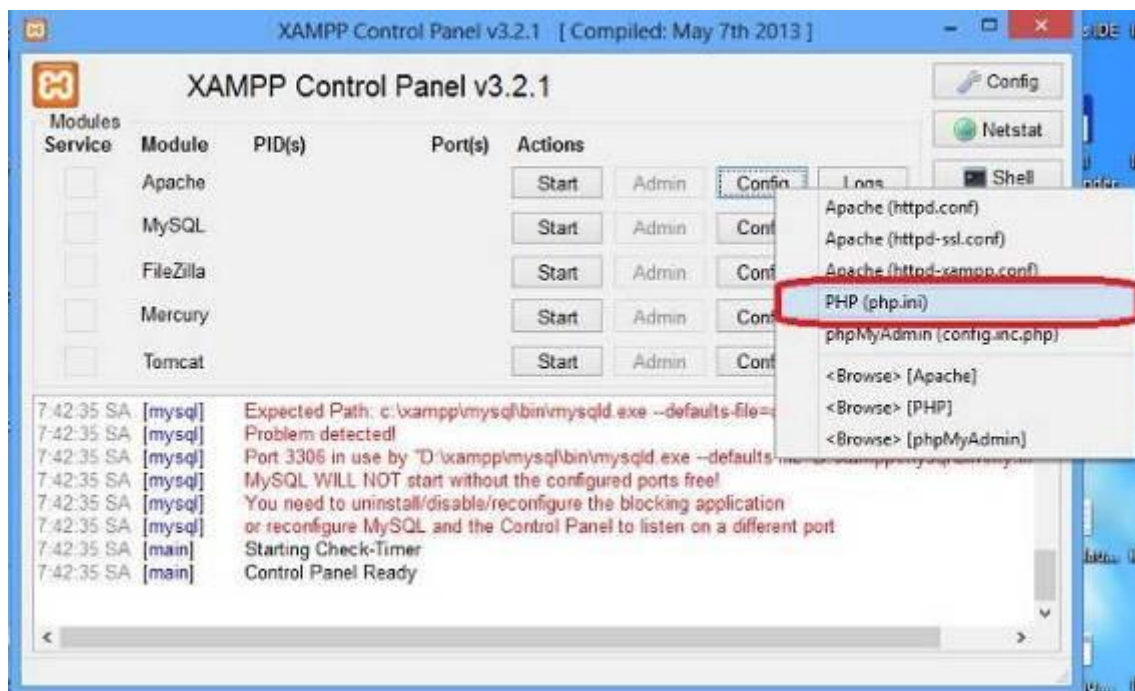 XAMPP Control Panel v3.2.1 [ Compiled: May 7th 2013 ]
XAMPP Control Panel v3.2.1
Config
Modules
Netstat
Service Module PID(s) Port(s) Actions
Shell
Apache Start Admin Config Logs
MySQL Start Admin Conf
FileZilla Start Admin Conf
Mercury Start Admin Conf
Tomcat Start Admin Conf
Apache (httpd.conf)
Apache (httpd-ssl.conf)
Apache (httpd-xampp.conf)
PHP (php.ini)
phpMyAdmin (config.inc.php)
<Browse> [Apache]
<Browse> [PHP]
<Browse> [phpMyAdmin]
7:42:35 SA [mysql] Expected Path: c:\xampp\mysql\bin\mysqld.exe --defaults-file=
7:42:35 SA [mysql] Problem detected!
7:42:35 SA [mysql] Port 3306 in use by "D:\xampp\mysql\bin\mysqld.exe --defaults
7:42:35 SA [mysql] MySQL WILL NOT start without the configured ports free!
7:42:35 SA [mysql] You need to uninstall/disable/reconfigure the blocking application
7:42:35 SA [mysql] or reconfigure MySQL and the Control Panel to listen on a different port
7:42:35 SA [main] Starting Check-Timer
7:42:35 SA [main] Control Panel Ready